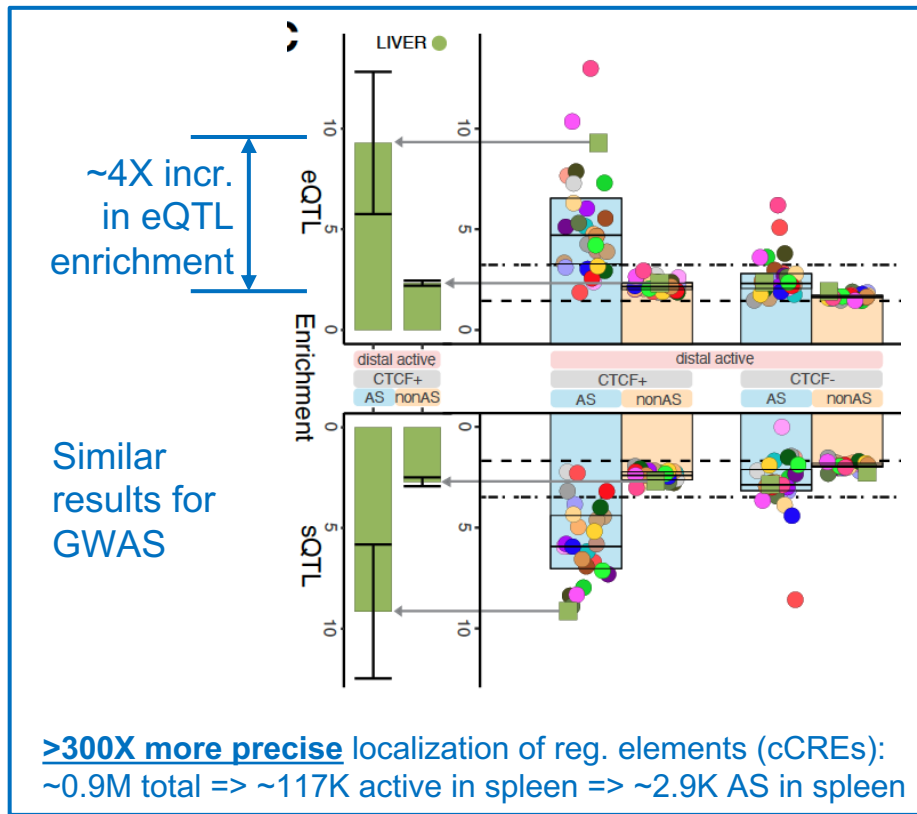 C
LIVER
~4X incr.
in eQTL
enrichment
eQTL
10
5
0
10
5
0
Enrichment
distal active
CTCF+
AS nonAS
distal active
CTCF+ CTCF-
AS nonAS AS nonAS
Similar
results for
GWAS
sQTL
0
5
10
0
5
10
>300X more precise localization of reg. elements (cCREs):
~0.9M total => ~117K active in spleen => ~2.9K AS in spleen